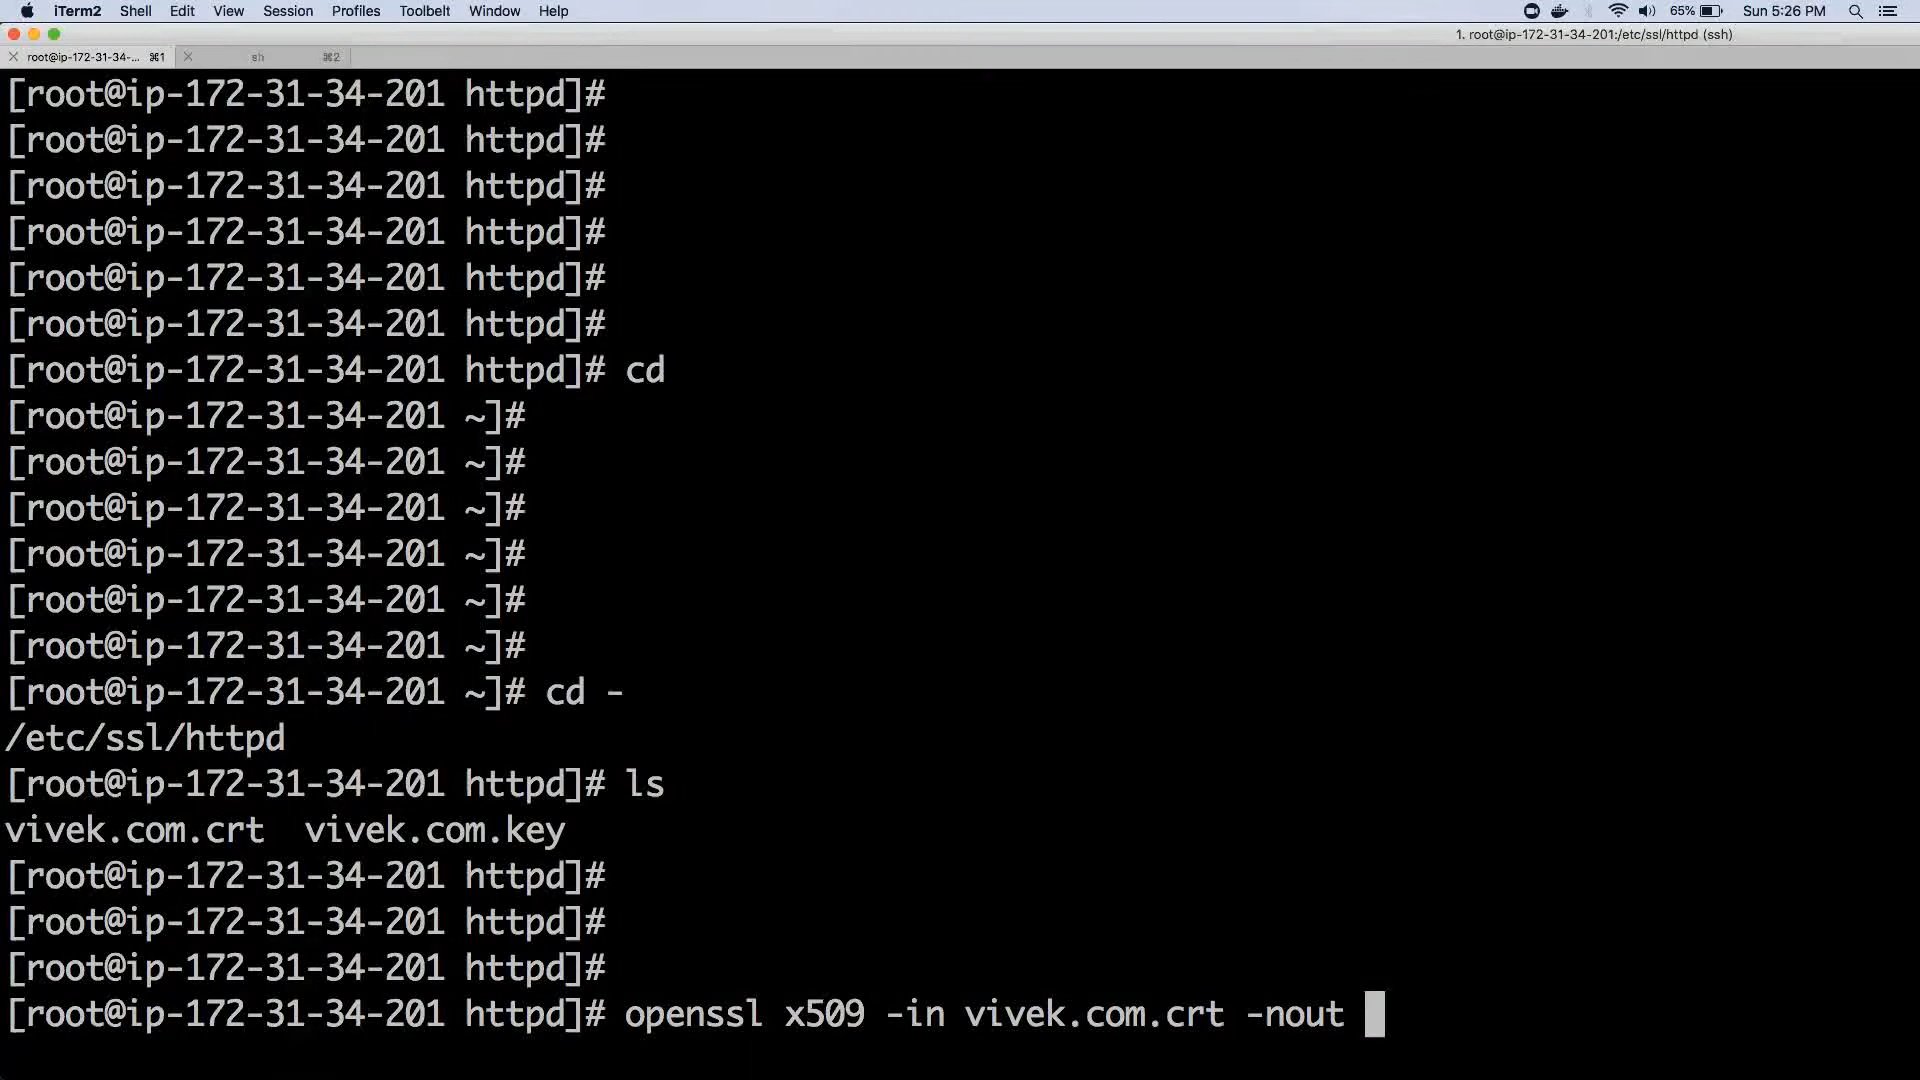 iTerm2 Shell Edit View Session Profiles Toolbelt Window Help 65% Sun 5:26 PM
1. root@ip-172-31-34-201:/etc/ssl/httpd (ssh)
root@ip-172-31-34-... ⌘1 sh ⌘2
[root@ip-172-31-34-201 httpd]#
[root@ip-172-31-34-201 httpd]#
[root@ip-172-31-34-201 httpd]#
[root@ip-172-31-34-201 httpd]#
[root@ip-172-31-34-201 httpd]#
[root@ip-172-31-34-201 httpd]#
[root@ip-172-31-34-201 httpd]# cd
[root@ip-172-31-34-201 ~]#
[root@ip-172-31-34-201 ~]#
[root@ip-172-31-34-201 ~]#
[root@ip-172-31-34-201 ~]#
[root@ip-172-31-34-201 ~]#
[root@ip-172-31-34-201 ~]#
[root@ip-172-31-34-201 ~]# cd -
/etc/ssl/httpd
[root@ip-172-31-34-201 httpd]# ls
vivek.com.crt  vivek.com.key
[root@ip-172-31-34-201 httpd]#
[root@ip-172-31-34-201 httpd]#
[root@ip-172-31-34-201 httpd]#
[root@ip-172-31-34-201 httpd]# openssl x509 -in vivek.com.crt -nout